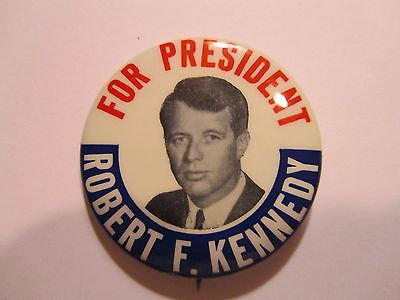 FOR PRESIDENT
ROBERT F. KENNEDY